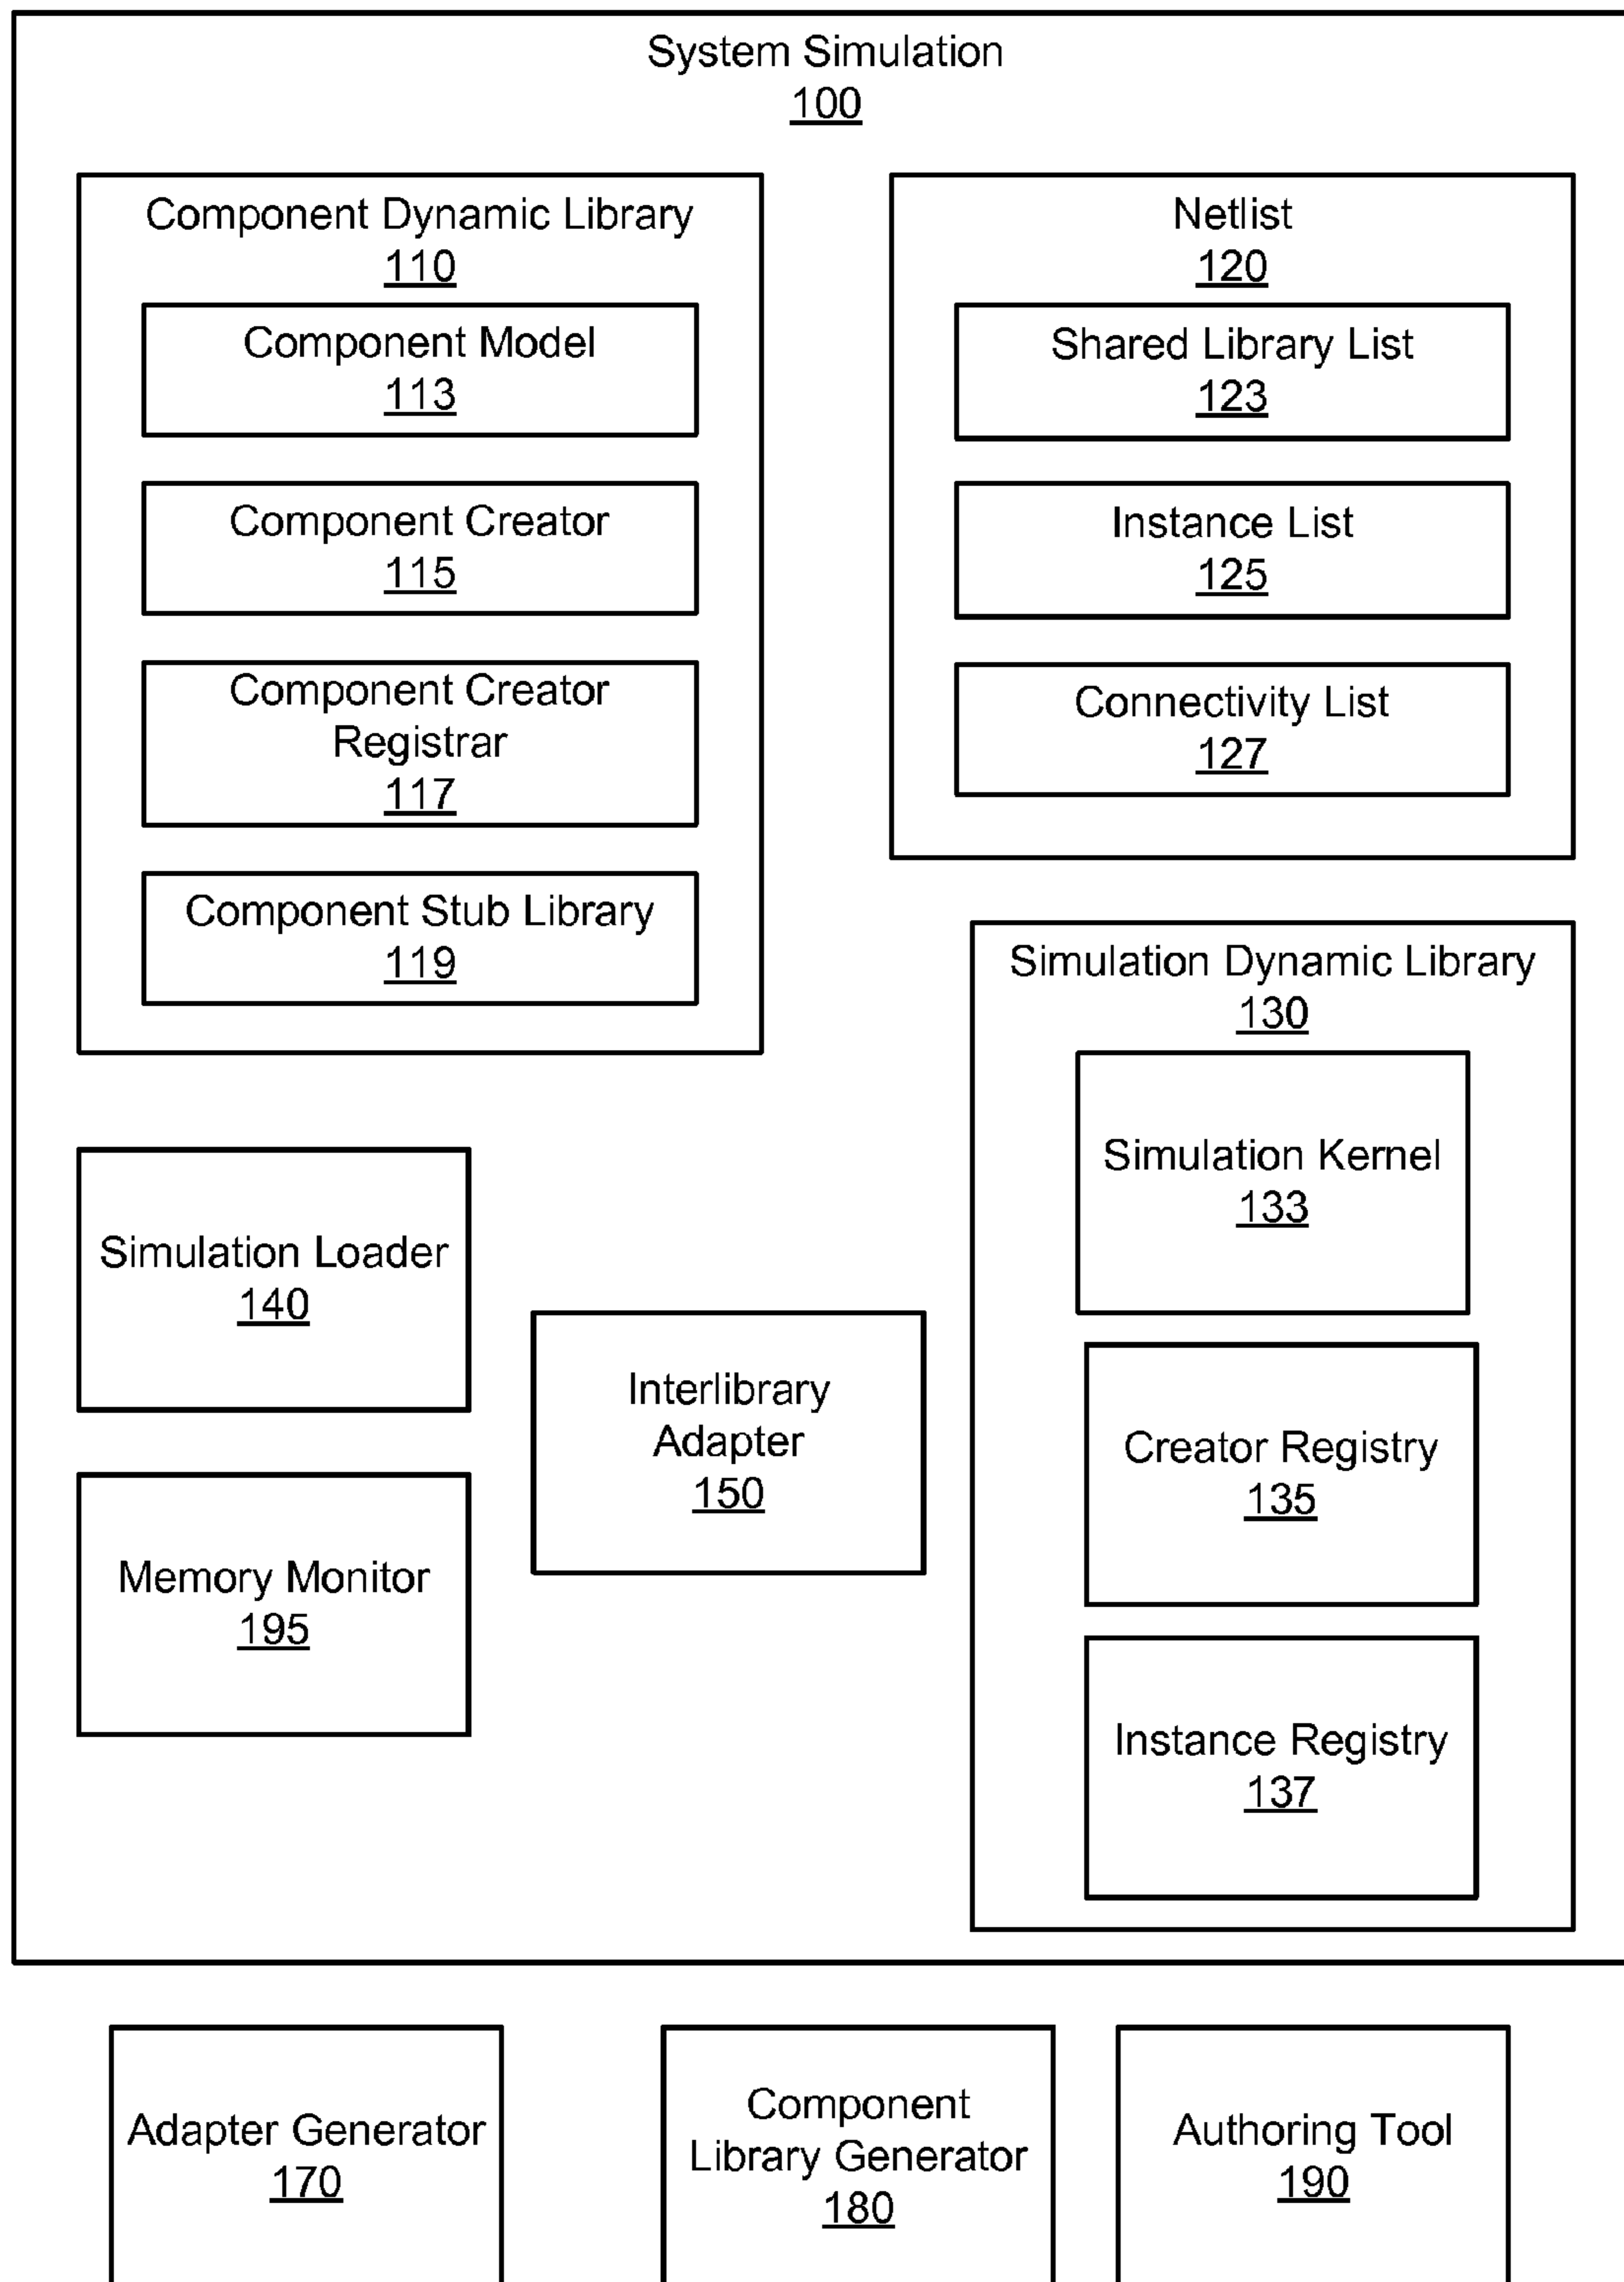 System Simulation
100
Component Dynamic Library
110
Component Model
113
Component Creator
115
Component Creator
Registrar
117
Component Stub Library
119
Netlist
120
Shared Library List
123
Instance List
125
Connectivity List
127
Simulation Dynamic Library
130
Simulation Kernel
133
Creator Registry
135
Instance Registry
137
Simulation Loader
140
Interlibrary
Adapter
150
Memory Monitor
195
Adapter Generator
170
Component
Library Generator
180
Authoring Tool
190